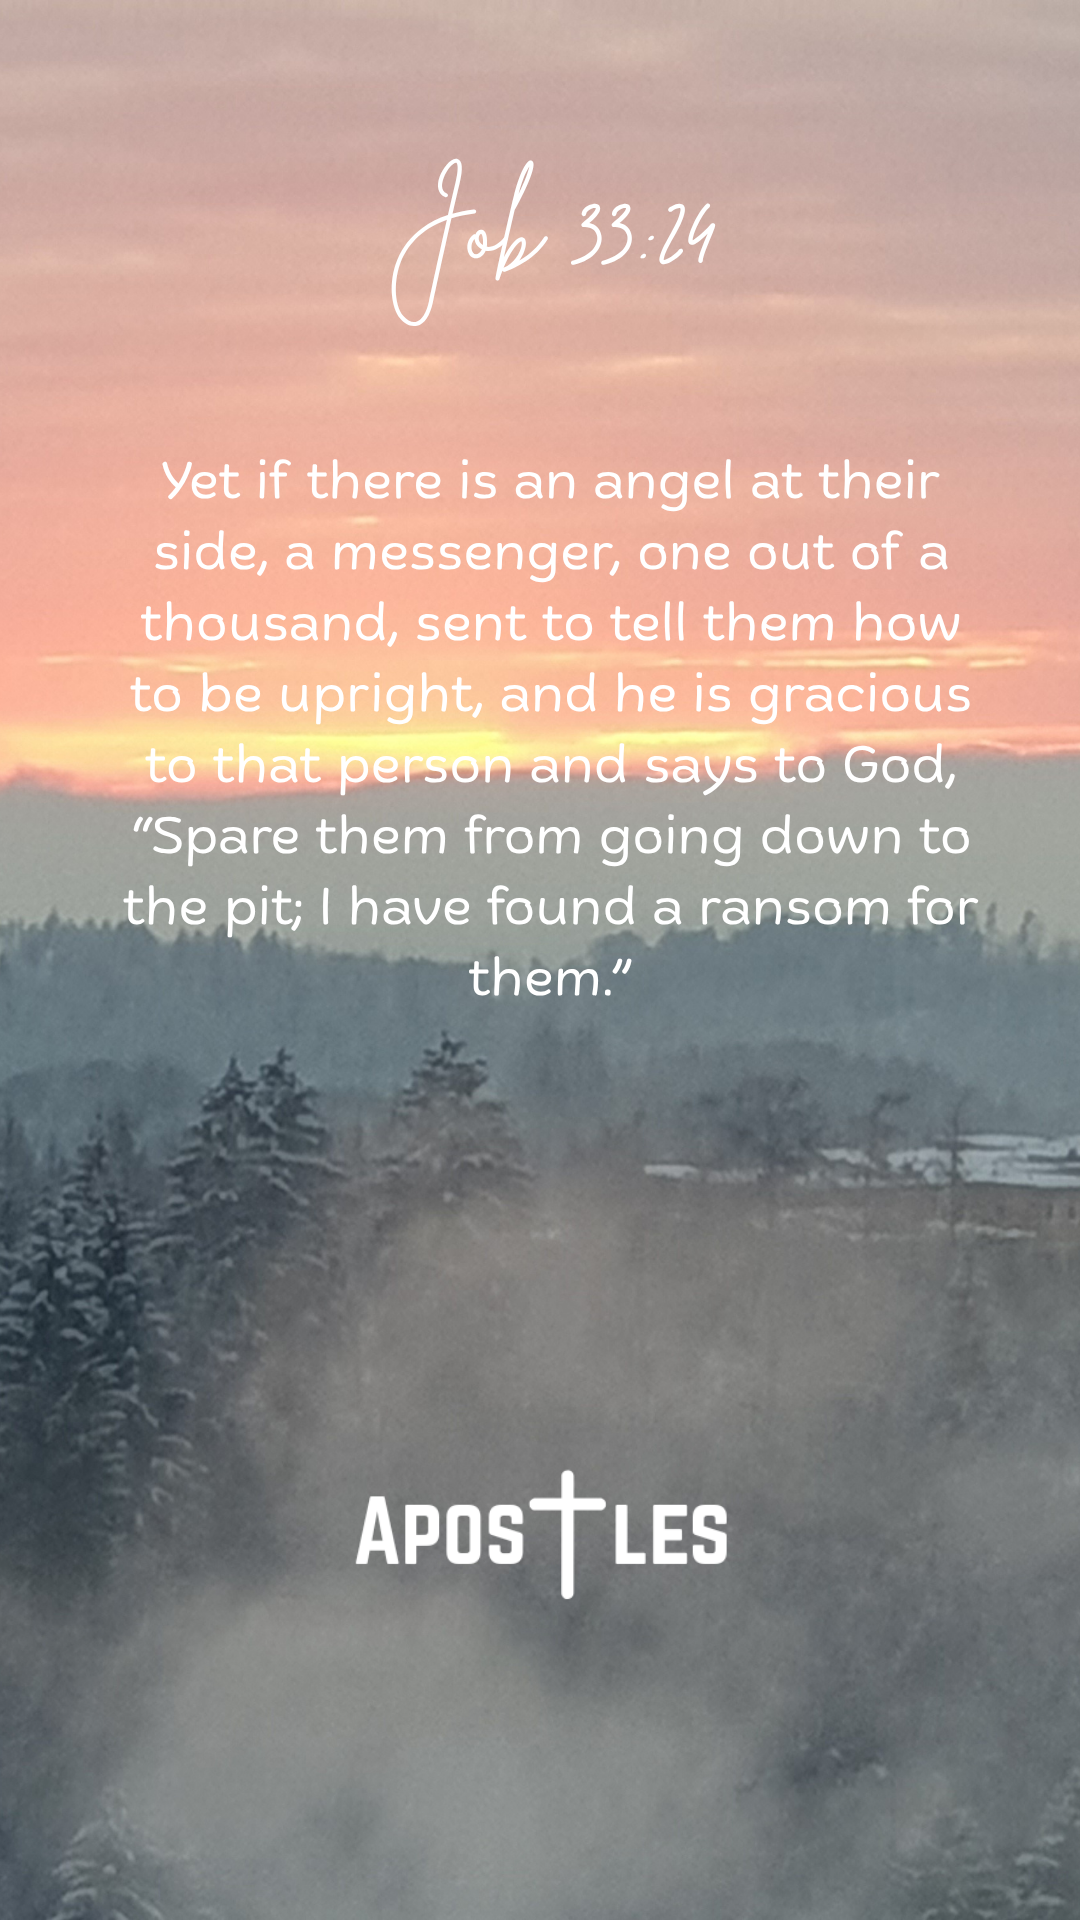 Job 33:24
Yet if there is an angel at their
side, a messenger, one out of a
thousand, sent to tell them how
to be upright, and he is gracious
to that person and says to God,
“Spare them from going down to
the pit; I have found a ransom for
them.”
APOSTLES